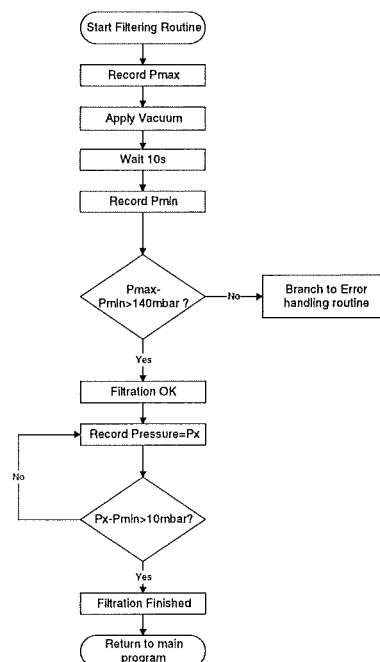 Start Filtering Routine
Record Pmax
Apply Vacuum
Wait 10s
Record Pmin
Pmax-
Pmin>140mbar ?
No
Branch to Error
handling routine
Yes
Filtration OK
Record Pressure=Px
No
Px-Pmin>10mbar?
Yes
Filtration Finished
Return to main
program